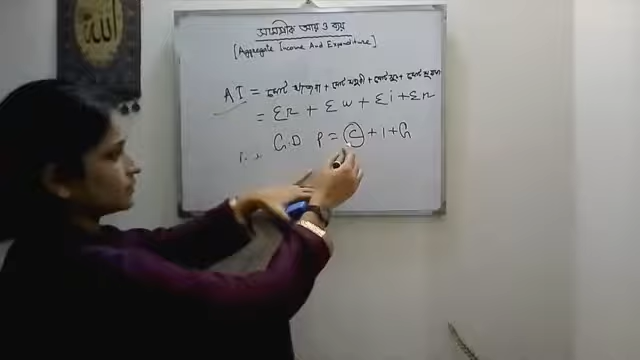 সামগ্রিক আয় ও ব্যয়
[Aggregate Income And Expenditure]
AI = মোট খাজনা + মোট মজুরী + মোট সুদ + মোট মুনাফা
= Σr + Σw + Σi + Σπ
G.D P = C + I + G